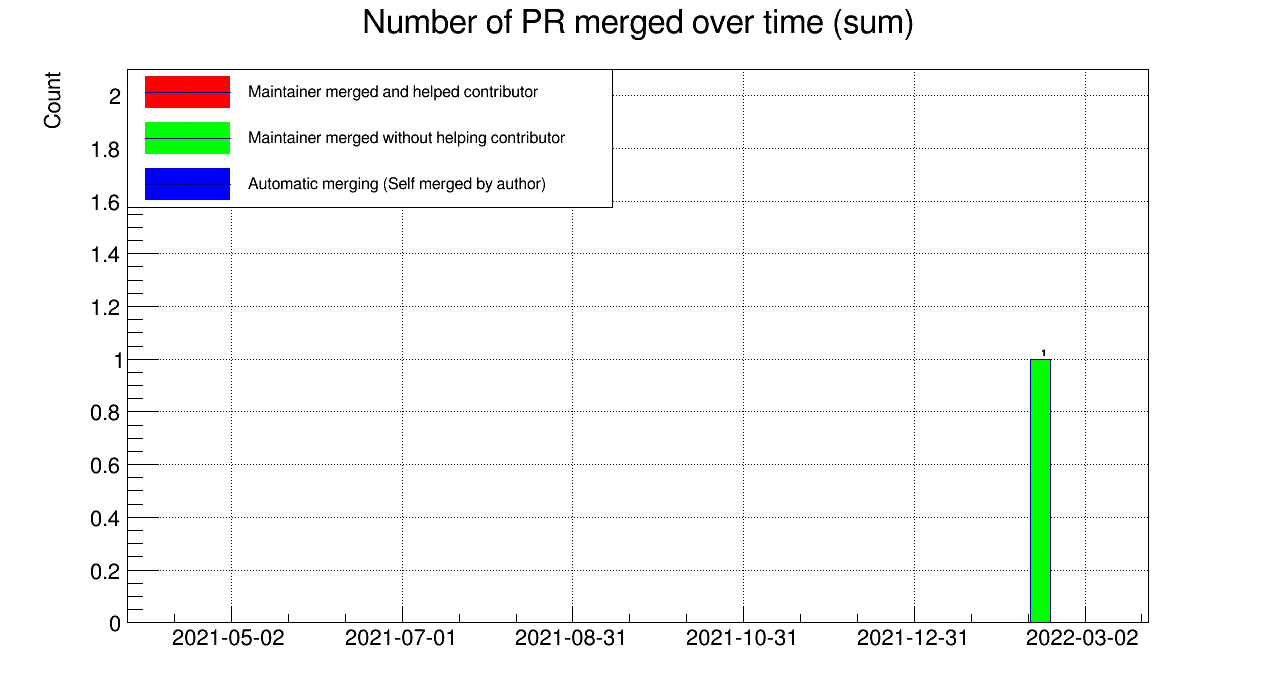 Number of PR merged over time (sum)
Count
Maintainer merged and helped contributor
Maintainer merged without helping contributor
Automatic merging (Self merged by author)
2
1.8
1.6
1.4
1.2
1
0.8
0.6
0.4
0.2
0
1
2021-05-02 2021-07-01 2021-08-31 2021-10-31 2021-12-31 2022-03-02